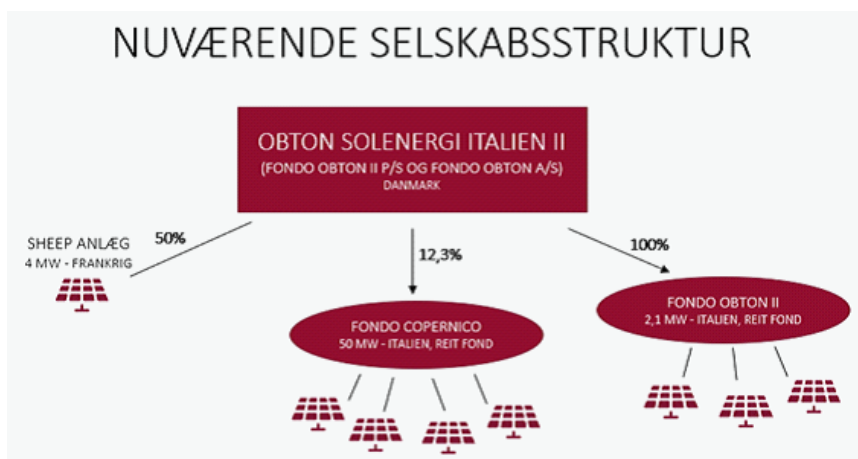 NUVÆRENDE SELSKABSSTRUKTUR
OBTON SOLENERGI ITALIEN II
(FONDO OBTON II P/S OG FONDO OBTON A/S)
DANMARK
SHEEP ANLÆG
4 MW - FRANKRIG
50%
12,3%
100%
FONDO COPERNICO
50 MW - ITALIEN, REIT FOND
FONDO OBTON II
2,1 MW - ITALIEN, REIT FOND